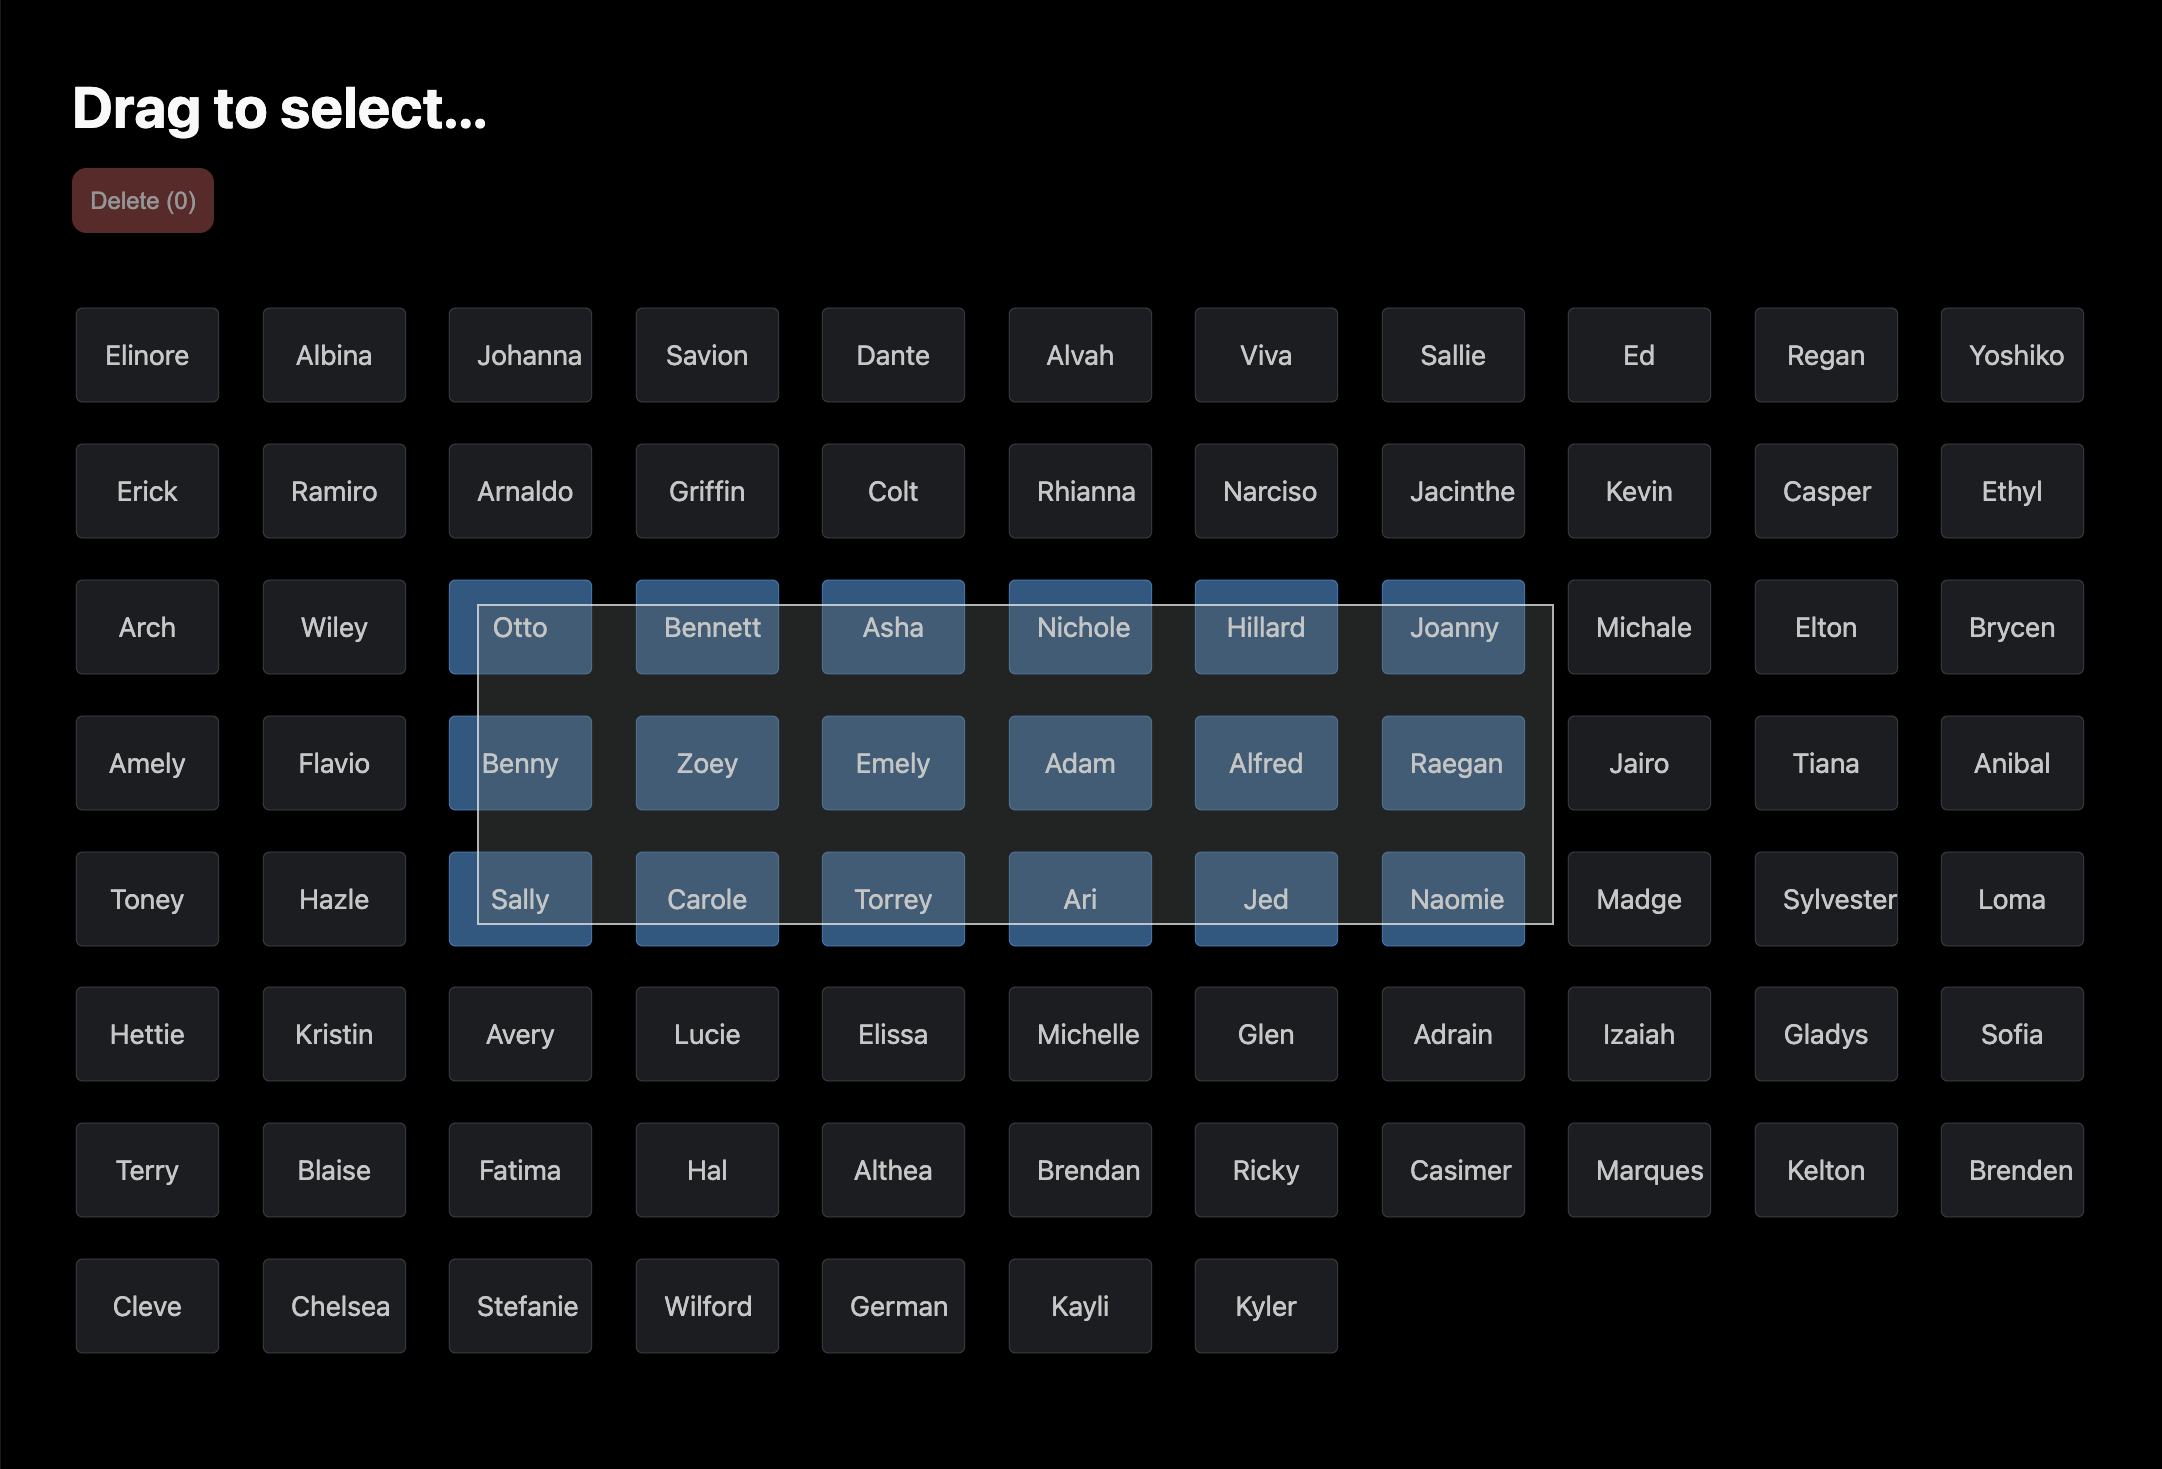 Drag to select...
Delete (0)
Elinore Albina Johanna Savion Dante Alvah Viva Sallie Ed Regan Yoshiko
Erick Ramiro Arnaldo Griffin Colt Rhianna Narciso Jacinthe Kevin Casper Ethyl
Arch Wiley Otto Bennett Asha Nichole Hillard Joanny Michale Elton Brycen
Amely Flavio Benny Zoey Emely Adam Alfred Raegan Jairo Tiana Anibal
Toney Hazle Sally Carole Torrey Ari Jed Naomie Madge Sylvester Loma
Hettie Kristin Avery Lucie Elissa Michelle Glen Adrain Izaiah Gladys Sofia
Terry Blaise Fatima Hal Althea Brendan Ricky Casimer Marques Kelton Brenden
Cleve Chelsea Stefanie Wilford German Kayli Kyler